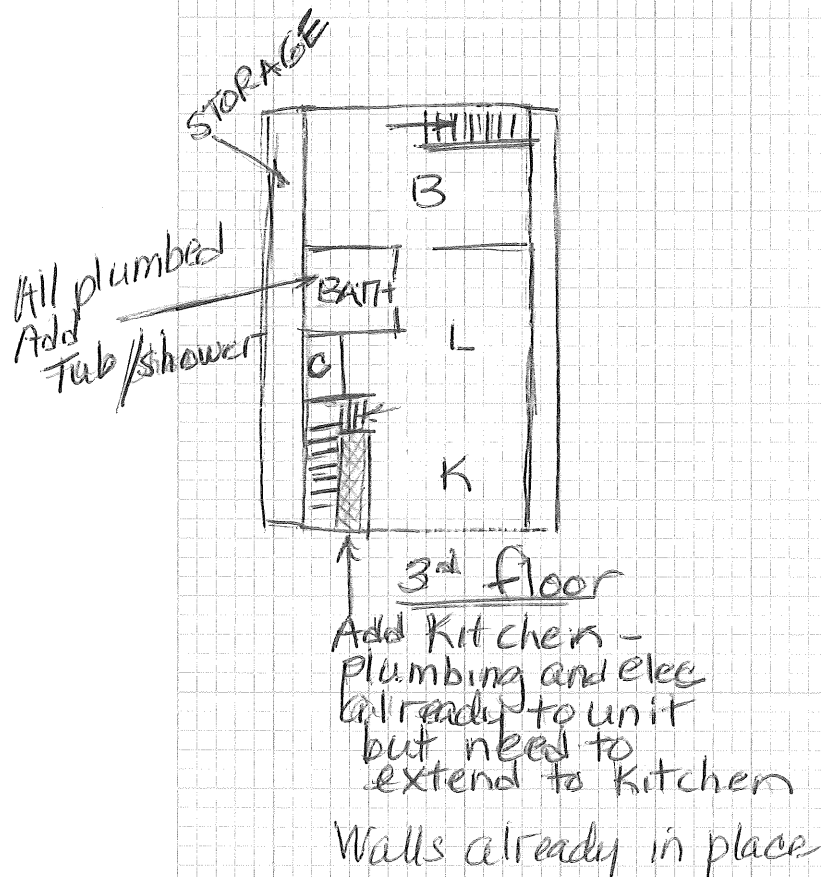 STORAGE
B
All plumbed
Add
Tub/shower
BATH
L
C
K
3rd floor
Add Kitchen -
plumbing and elec
already to unit
but need to
extend to Kitchen
Walls already in place